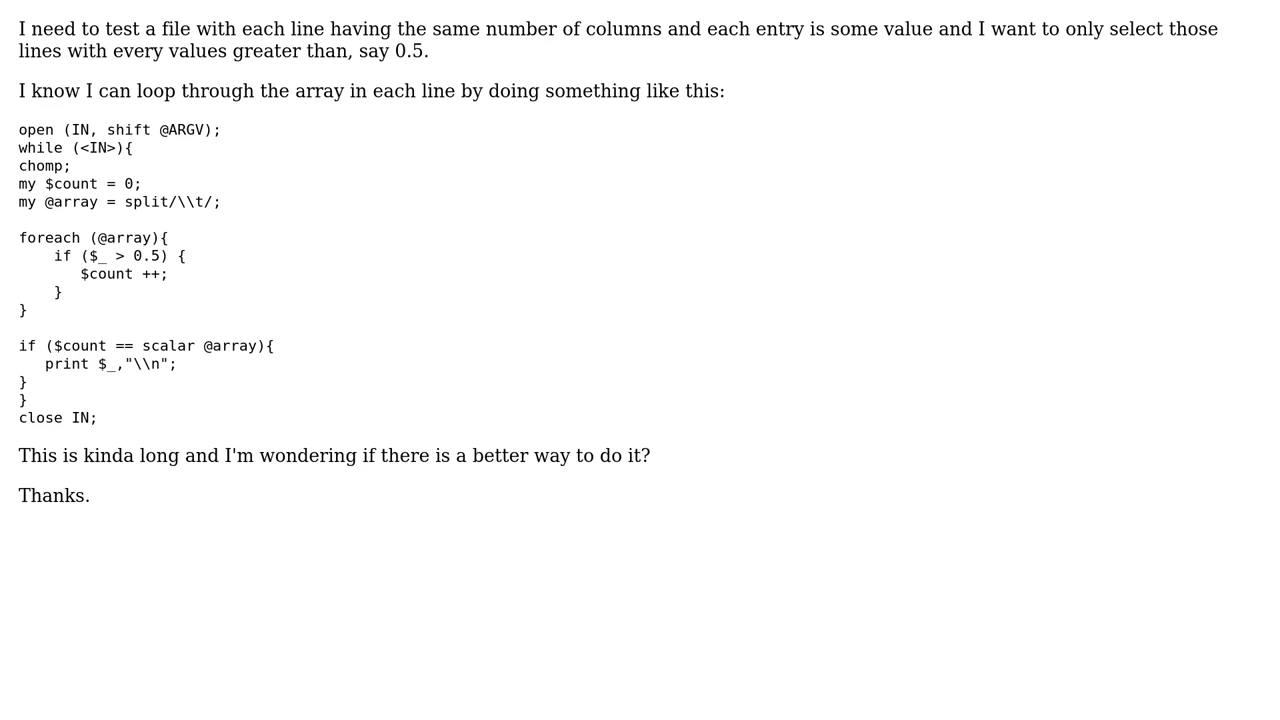 I need to test a file with each line having the same number of columns and each entry is some value and I want to only select those
lines with every values greater than, say 0.5.
I know I can loop through the array in each line by doing something like this:
open (IN, shift @ARGV);
while (<IN>){
chomp;
my $count = 0;
my @array = split/\\t/;
foreach (@array){
    if ($_ > 0.5) {
       $count ++;
    }
}
if ($count == scalar @array){
   print $_,"\\n";
}
}
close IN;
This is kinda long and I'm wondering if there is a better way to do it?
Thanks.